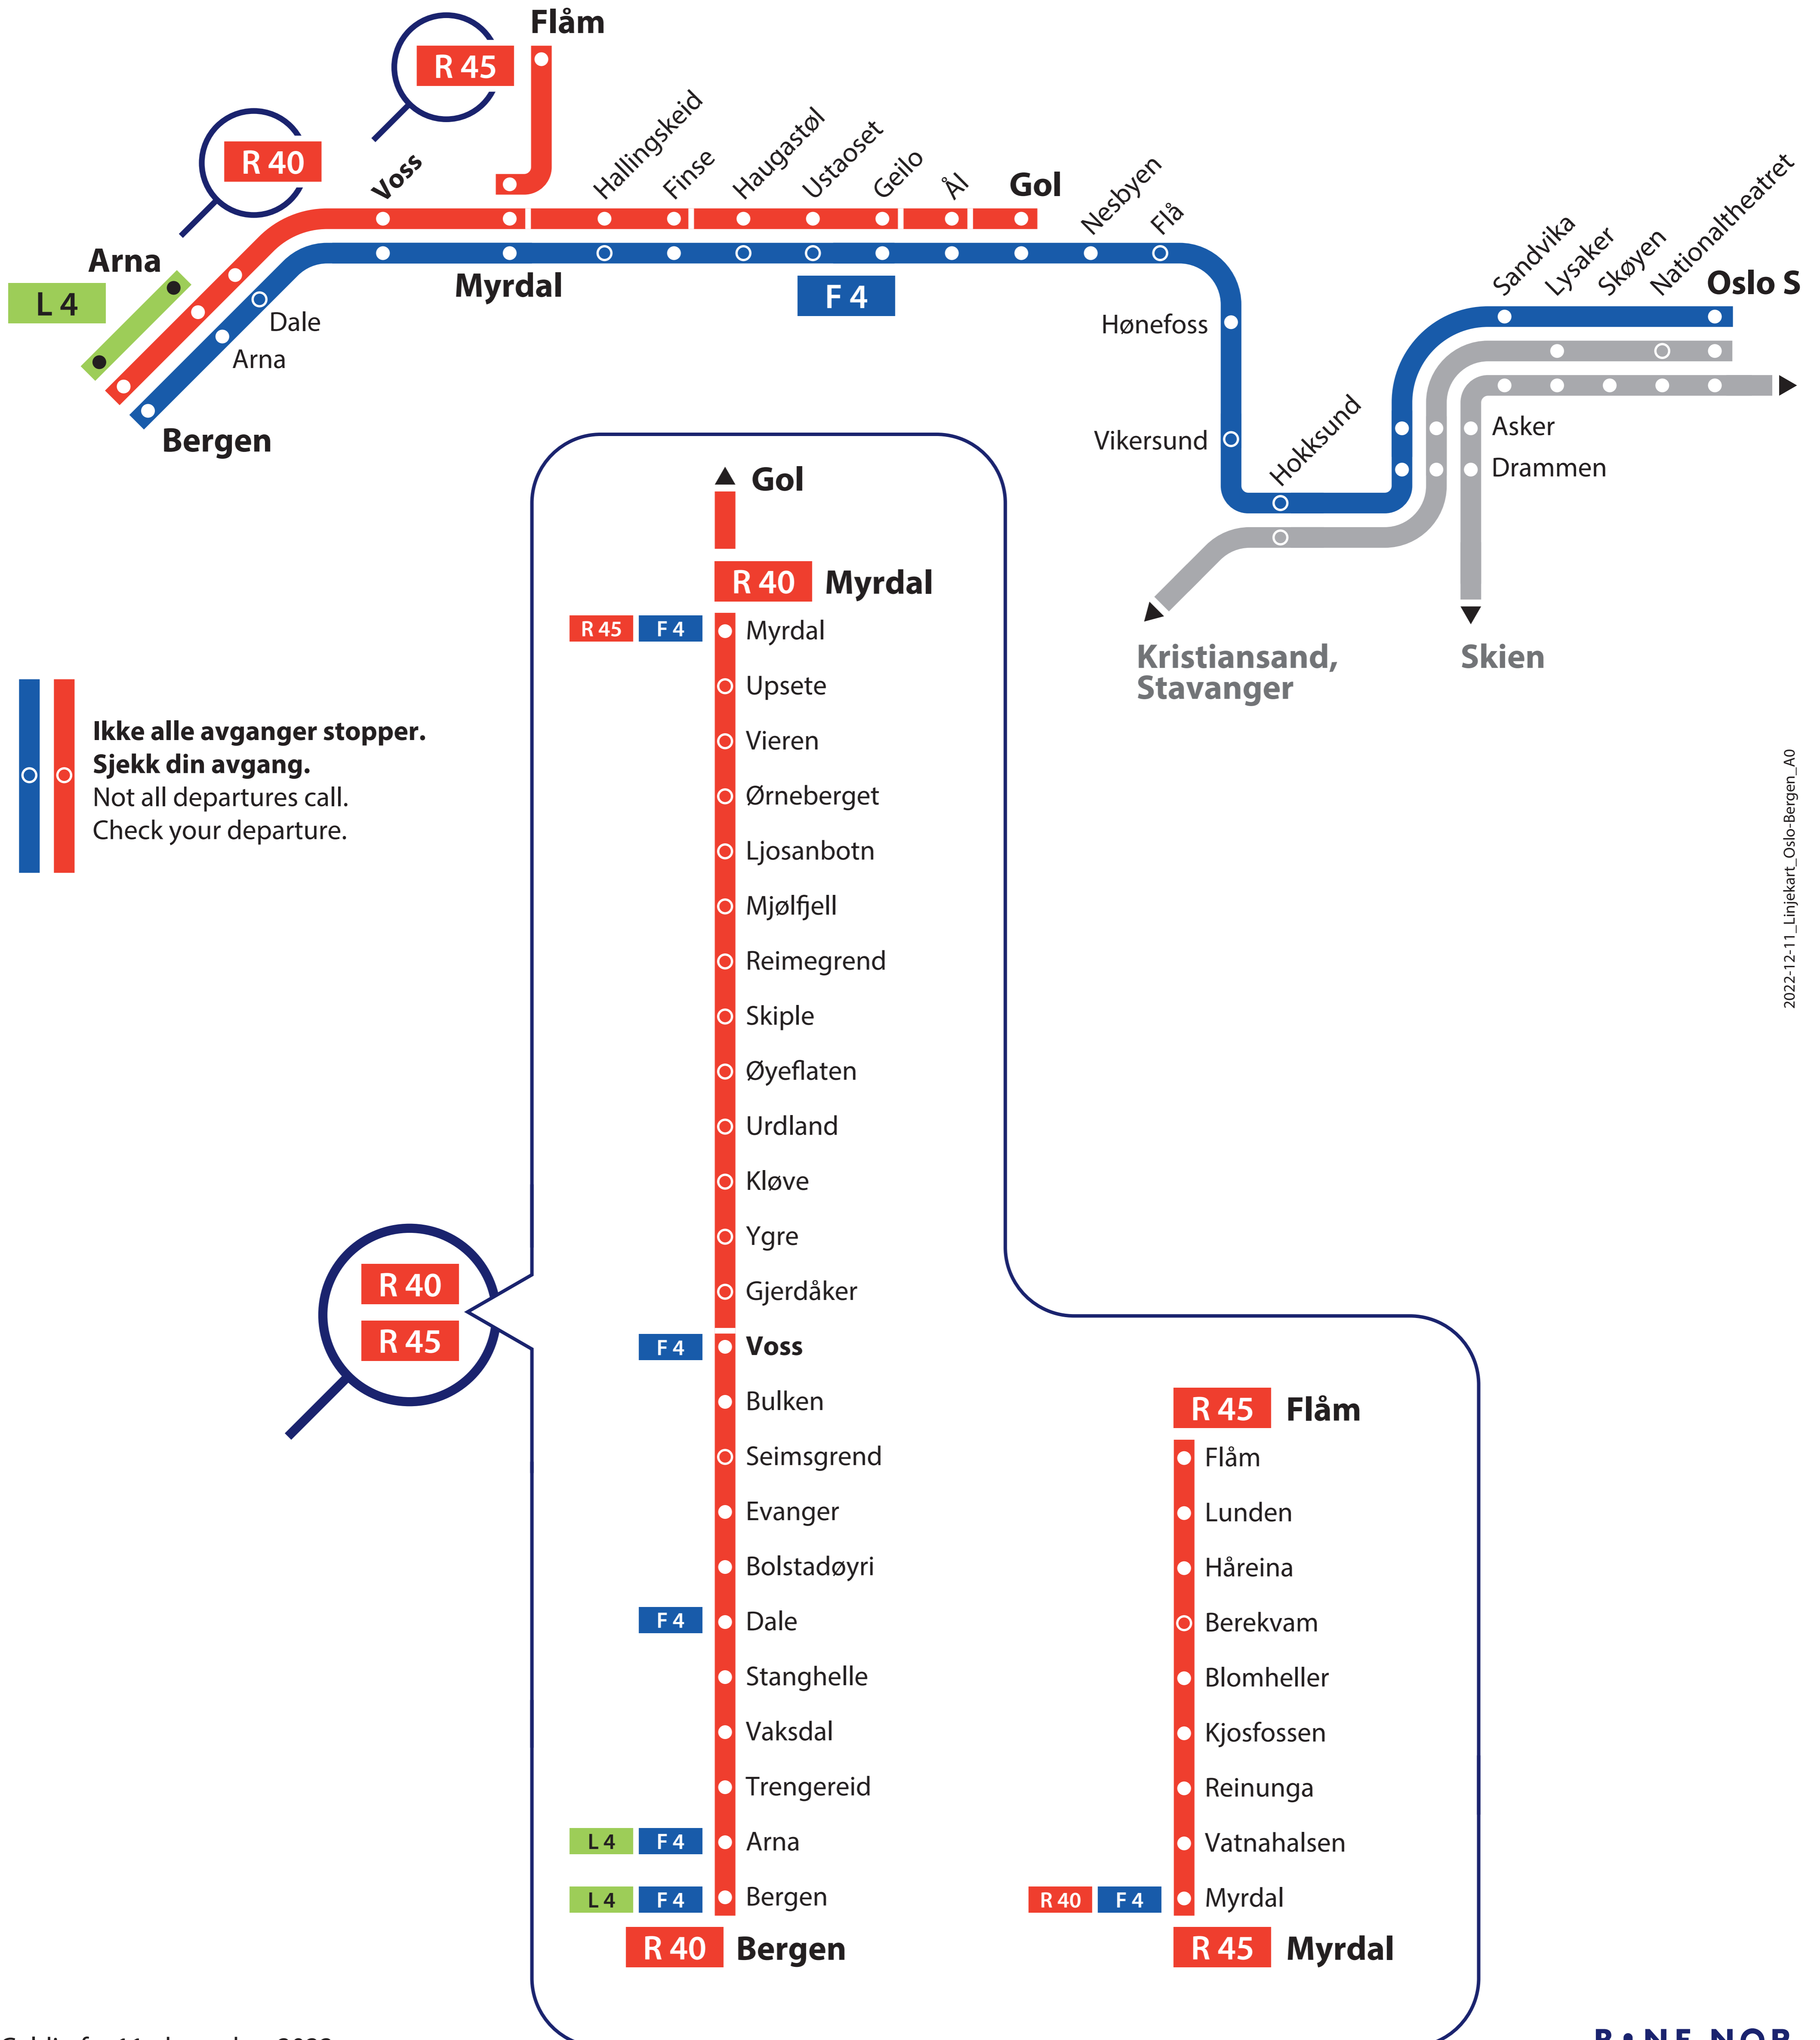 Flåm
R 45
R 40
Voss
Hallingskeid
Finse
Haugastøl
Ustaoset
Geilo
Ål
Gol
Nesbyen
Flå
Sandvika
Lysaker
Skøyen
Nationaltheatret
Oslo S
Arna
L 4
Myrdal
F 4
Dale
Arna
Bergen
Hønefoss
Vikersund
Hokksund
Asker
Drammen
Kristiansand,
Stavanger
Skien
Ikke alle avganger stopper.
Sjekk din avgang.
Not all departures call.
Check your departure.
2022-12-11_Linjekart_Oslo-Bergen_A0
R 40
R 45
Gol
R 40 Myrdal
R 45 F 4 Myrdal
Upsete
Vieren
Ørneberget
Ljosanbotn
Mjølfjell
Reimegrend
Skiple
Øyeflaten
Urdland
Kløve
Ygre
Gjerdåker
F 4 Voss
Bulken
Seimsgrend
Evanger
Bolstadøyri
F 4 Dale
Stanghelle
Vaksdal
Trengereid
L 4 F 4 Arna
L 4 F 4 Bergen
R 40 Bergen
R 45 Flåm
Flåm
Lunden
Håreina
Berekvam
Blomheller
Kjosfossen
Reinunga
Vatnahalsen
R 40 F 4 Myrdal
R 45 Myrdal